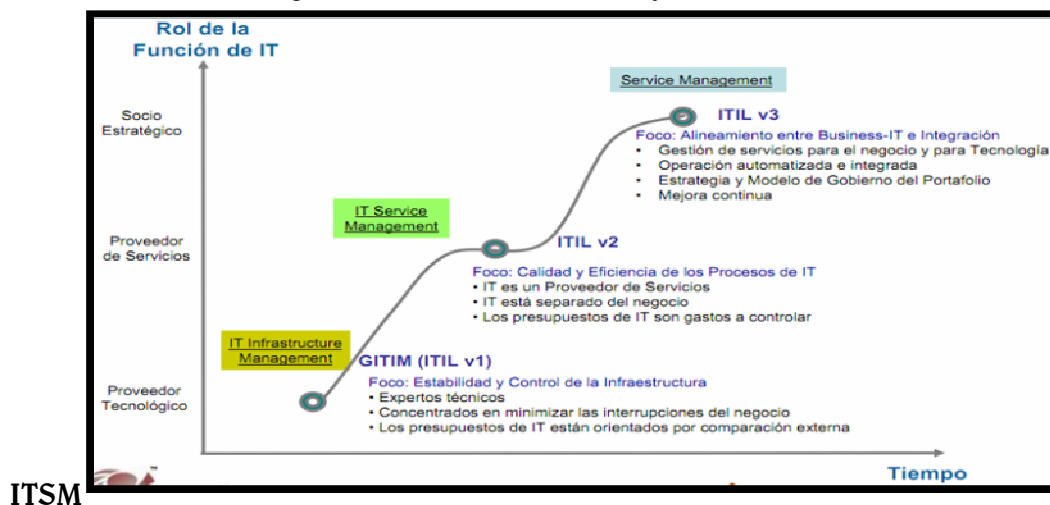 Rol de la
Función de IT
Service Management
Socio
Estratégico
ITIL v3
Foco: Alineamiento entre Business-IT e Integración
• Gestión de servicios para el negocio y para Tecnología
• Operación automatizada e integrada
• Estrategia y Modelo de Gobierno del Portafolio
• Mejora continua
IT Service
Management
Proveedor
de Servicios
ITIL v2
Foco: Calidad y Eficiencia de los Procesos de IT
• IT es un Proveedor de Servicios
• IT está separado del negocio
• Los presupuestos de IT son gastos a controlar
IT Infrastructure
Management
GITIM (ITIL v1)
Foco: Estabilidad y Control de la Infraestructura
• Expertos técnicos
• Concentrados en minimizar las interrupciones del negocio
• Los presupuestos de IT están orientados por comparación externa
Proveedor
Tecnológico
Tiempo
ITSM